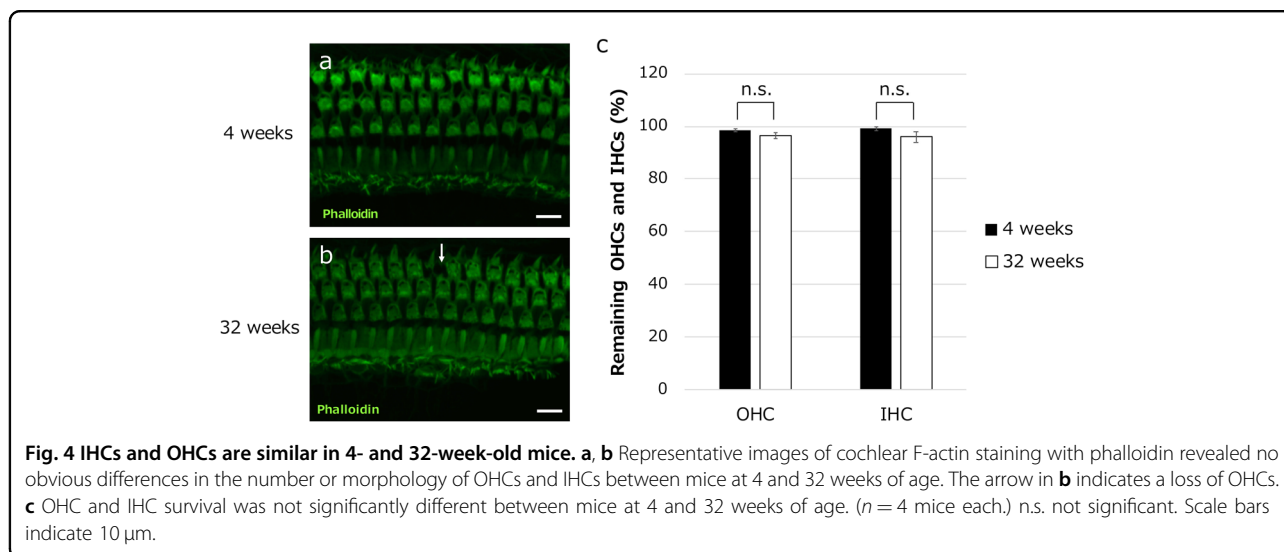 a
4 weeks
Phalloidin
b
32 weeks
Phalloidin
c
Remaining OHCs and IHCs (%)
120
100
80
60
40
20
0
n.s.
n.s.
OHC
IHC
4 weeks
32 weeks
Fig. 4 IHCs and OHCs are similar in 4- and 32-week-old mice. a, b Representative images of cochlear F-actin staining with phalloidin revealed no
obvious differences in the number or morphology of OHCs and IHCs between mice at 4 and 32 weeks of age. The arrow in b indicates a loss of OHCs.
c OHC and IHC survival was not significantly different between mice at 4 and 32 weeks of age. (n = 4 mice each.) n.s. not significant. Scale bars
indicate 10 μm.